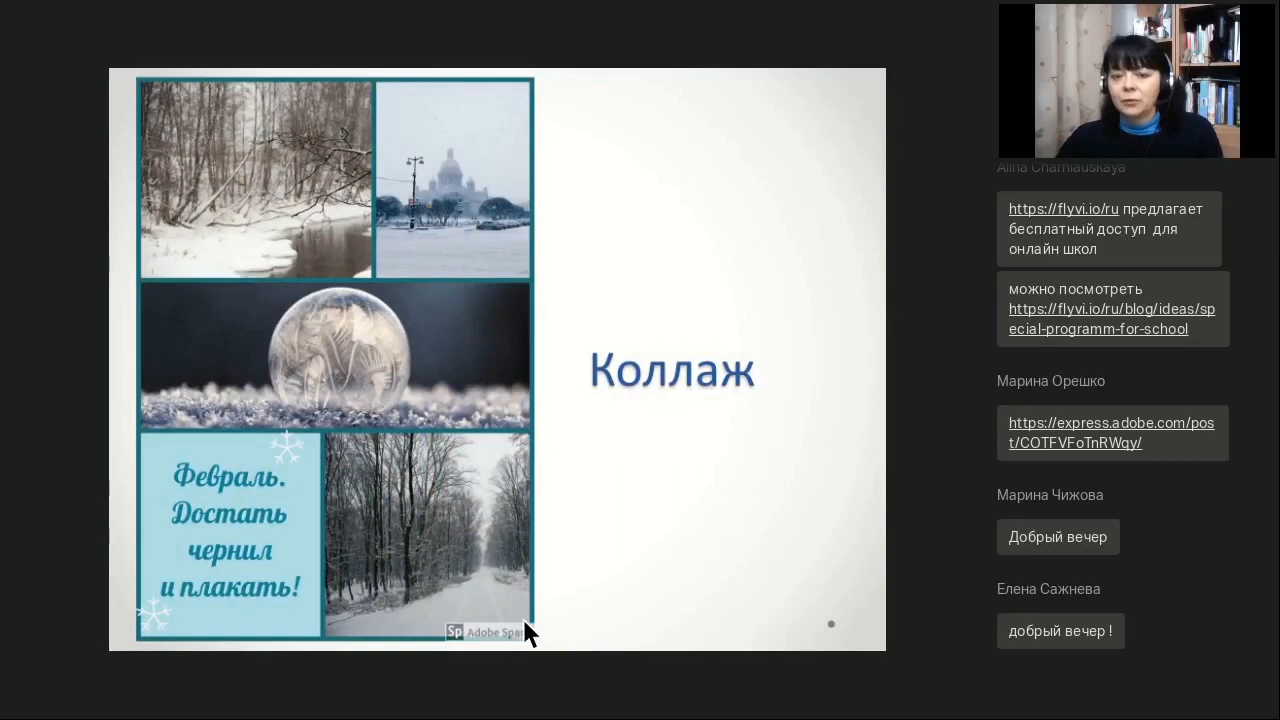 Коллаж
Февраль.
Достать
чернил
и плакать!
Sp Adobe
Alina Charniauskaya
https://flyvi.io/ru предлагает
бесплатный доступ для
онлайн школ
можно посмотреть
https://flyvi.io/ru/blog/ideas/sp
ecial-programm-for-school
Марина Орешко
https://express.adobe.com/pos
t/COTFVFoTnRWqy/
Марина Чижова
Добрый вечер
Елена Сажнева
добрый вечер !